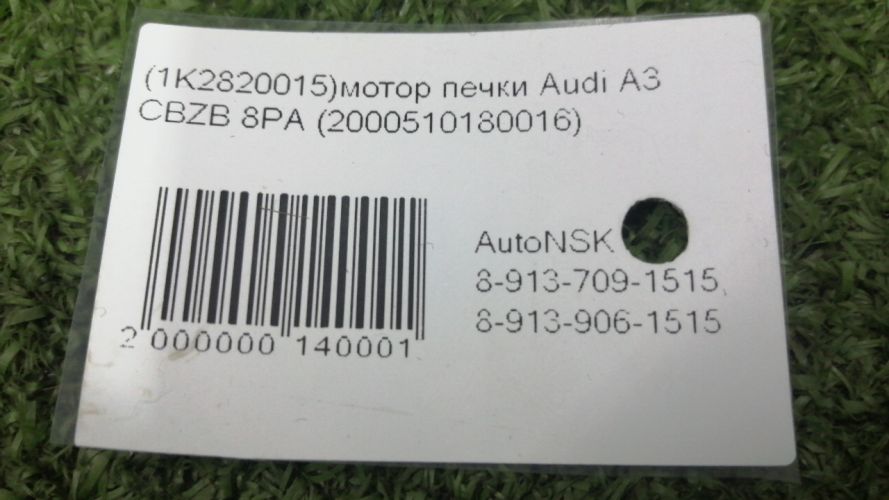 (1K2820015)мотор печки Audi A3
CBZB 8PA (2000510180016)
AutoNSK
8-913-709-1515,
8-913-906-1515
2 000000 140001